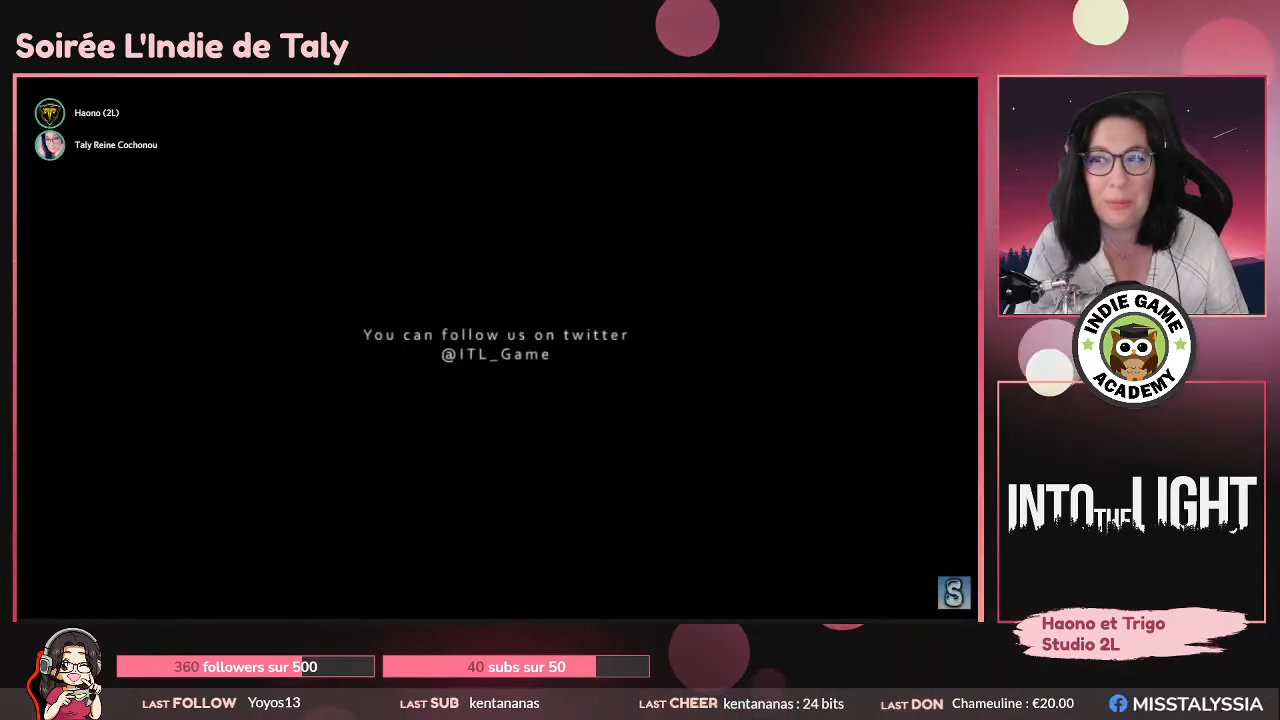 Soirée L'Indie de Taly
Haono (2L)
Taly Reine Cochonou
You can follow us on twitter
@ITL_Game
S
INDIE GAME
ACADEMY
INTO THE LIGHT
Haono et Trigo
Studio 2L
360 followers sur 500
40 subs sur 50
LAST FOLLOW Yoyos13
LAST SUB kentananas
LAST CHEER kentananas : 24 bits
LAST DON Chameuline : €20.00
MISSTALYSSIA